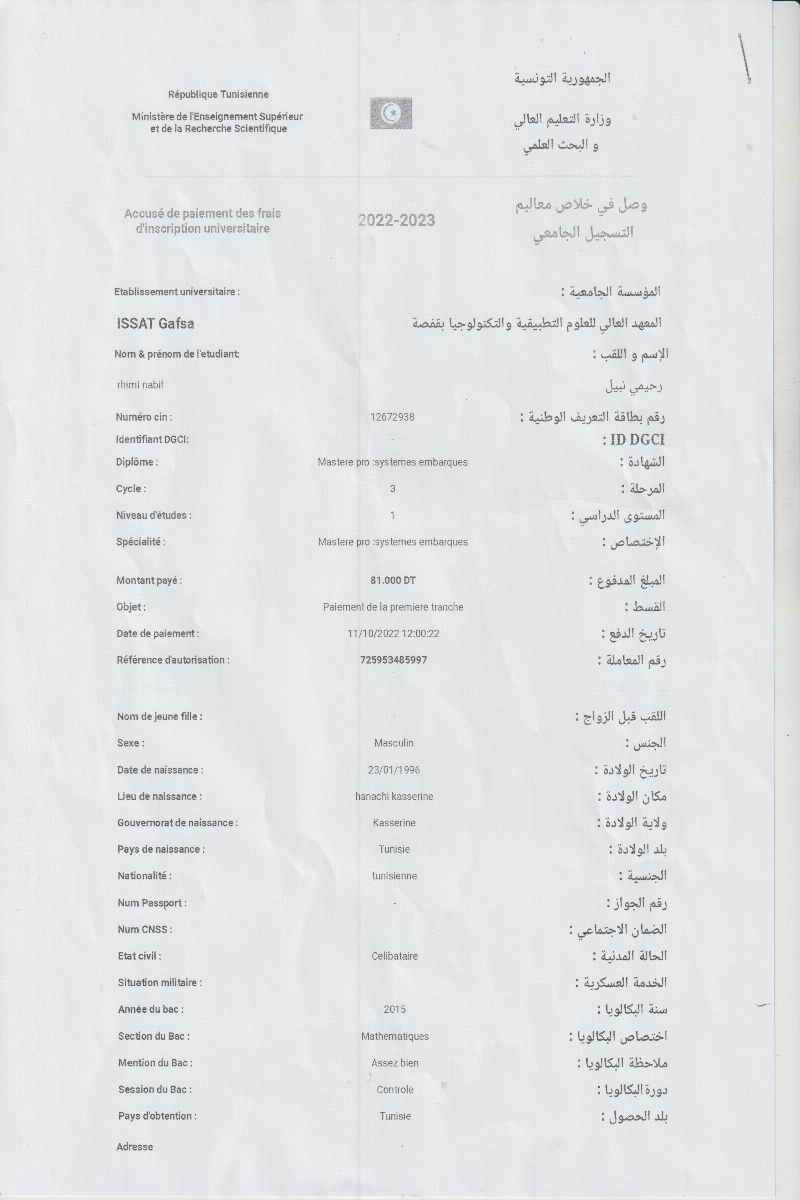 République Tunisienne
الجمهورية التونسية
Ministère de l'Enseignement Supérieur
et de la Recherche Scientifique
وزارة التعليم العالي
و البحث العلمي
Accusé de paiement des frais
d'inscription universitaire
2022-2023
وصل في خلاص معاليم
التسجيل الجامعي
Etablissement universitaire : المؤسسة الجامعية :
ISSAT Gafsa المعهد العالي للعلوم التطبيقية والتكنولوجيا بقفصة
Nom & prénom de l'etudiant: الإسم و اللقب :
rhimi nabil رحيمي نبيل
Numéro cin : 12672938 رقم بطاقة التعريف الوطنية :
Identifiant DGCI: - ID DGCI :
Diplôme : Mastere pro :systemes embarques الشهادة :
Cycle : 3 المرحلة :
Niveau d'études : 1 المستوى الدراسي :
Spécialité : Mastere pro :systemes embarques الإختصاص :
Montant payé : 81.000 DT المبلغ المدفوع :
Objet : Paiement de la premiere tranche القسط :
Date de paiement : 11/10/2022 12:00:22 تاريخ الدفع :
Référence d'autorisation : 725953485997 رقم المعاملة :
Nom de jeune fille : - اللقب قبل الزواج :
Sexe : Masculin الجنس :
Date de naissance : 23/01/1996 تاريخ الولادة :
Lieu de naissance : hanachi kasserine مكان الولادة :
Gouvernorat de naissance : Kasserine ولاية الولادة :
Pays de naissance : Tunisie بلد الولادة :
Nationalité : tunisienne الجنسية :
Num Passport : - رقم الجواز :
Num CNSS : الضمان الاجتماعي :
Etat civil : Celibataire الحالة المدنية :
Situation militaire : الخدمة العسكرية :
Année du bac : 2015 سنة البكالويا :
Section du Bac : Mathematiques اختصاص البكالويا :
Mention du Bac : Assez bien ملاحظة البكالويا :
Session du Bac : Controle دورة البكالويا :
Pays d'obtention : Tunisie بلد الحصول :
Adresse -